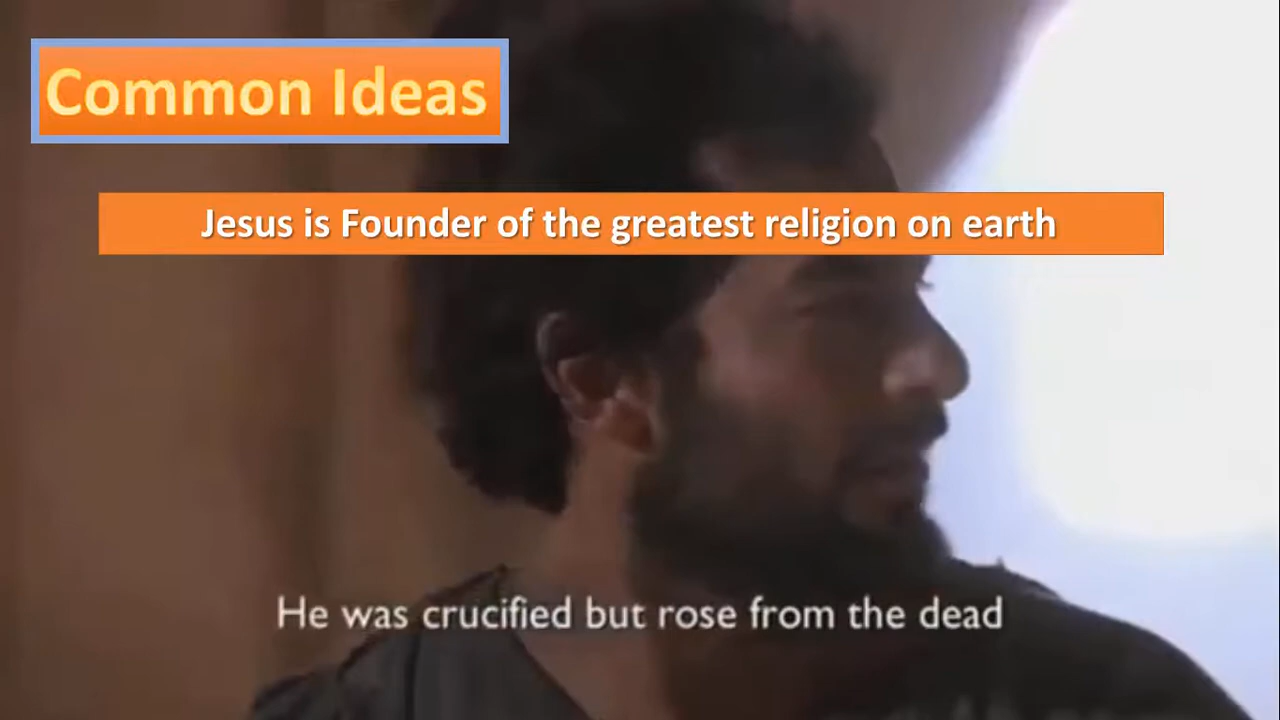 Common Ideas
Jesus is Founder of the greatest religion on earth
He was crucified but rose from the dead